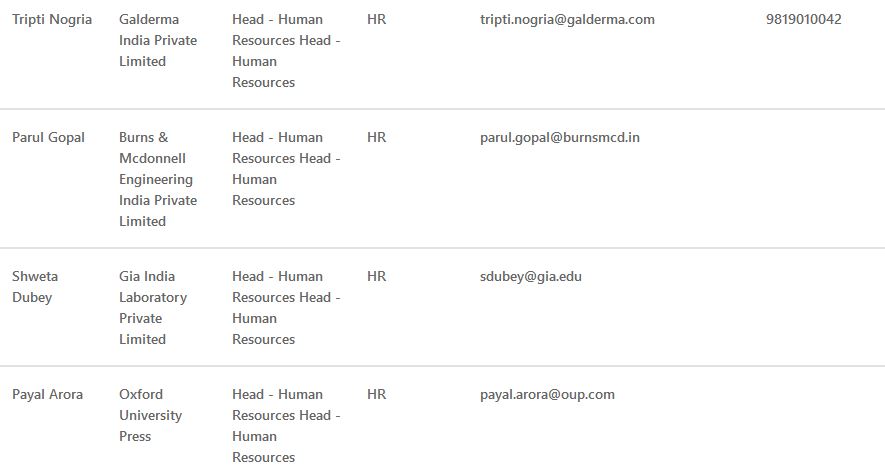 Tripti Nogria Galderma Head - Human HR tripti.nogria@galderma.com 9819010042
India Private Resources Head -
Limited Human
Resources
Parul Gopal Burns & Head - Human HR parul.gopal@burnsmcd.in
Mcdonnell Resources Head -
Engineering Human
India Private Resources
Limited
Shweta Gia India Head - Human HR sdubey@gia.edu
Dubey Laboratory Resources Head -
Private Human
Limited Resources
Payal Arora Oxford Head - Human HR payal.arora@oup.com
University Resources Head -
Press Human
Resources